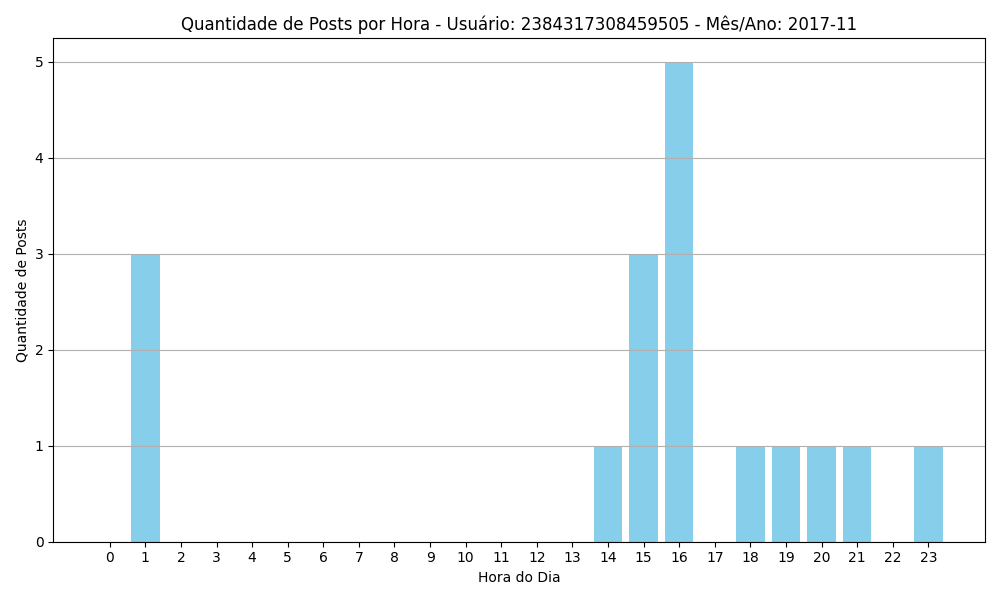 Quantidade de Posts por Hora - Usuário: 2384317308459505 - Mês/Ano: 2017-11
Quantidade de Posts
5
4
3
2
1
0
0 1 2 3 4 5 6 7 8 9 10 11 12 13 14 15 16 17 18 19 20 21 22 23
Hora do Dia